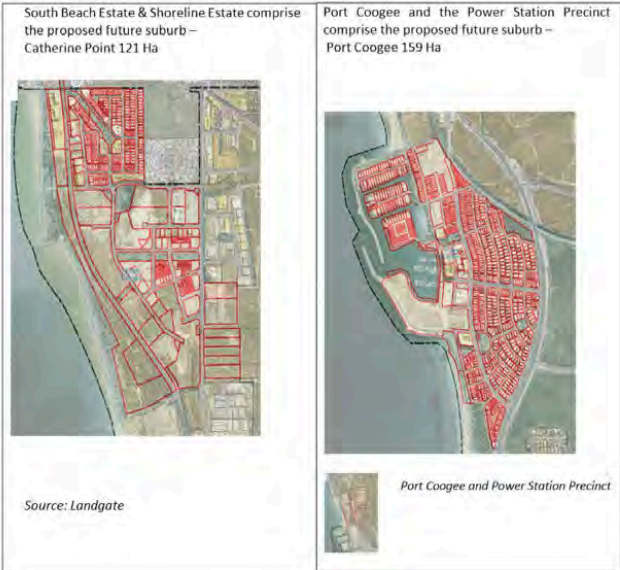 South Beach Estate & Shoreline Estate comprise
the proposed future suburb –
Catherine Point 121 Ha
Source: Landgate
Port Coogee and the Power Station Precinct
comprise the proposed future suburb –
Port Coogee 159 Ha
Port Coogee and Power Station Precinct